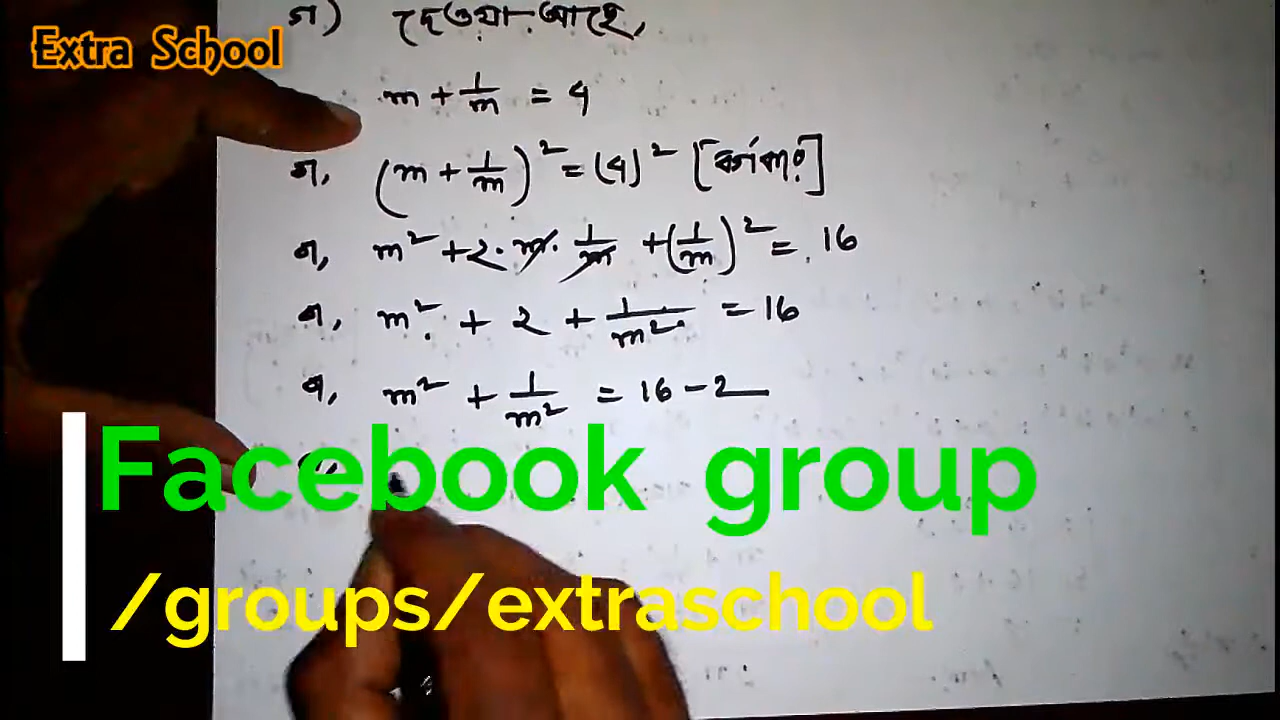 Extra School
গ) দেওয়া আছে,
m + 1/m = 4
বা, (m + 1/m)² = (4)² [বর্গ করে]
বা, m² + 2· m· 1/m + (1/m)² = 16
বা, m² + 2 + 1/m² = 16
বা, m² + 1/m² = 16 - 2
বা,
Facebook group
/groups/extraschool